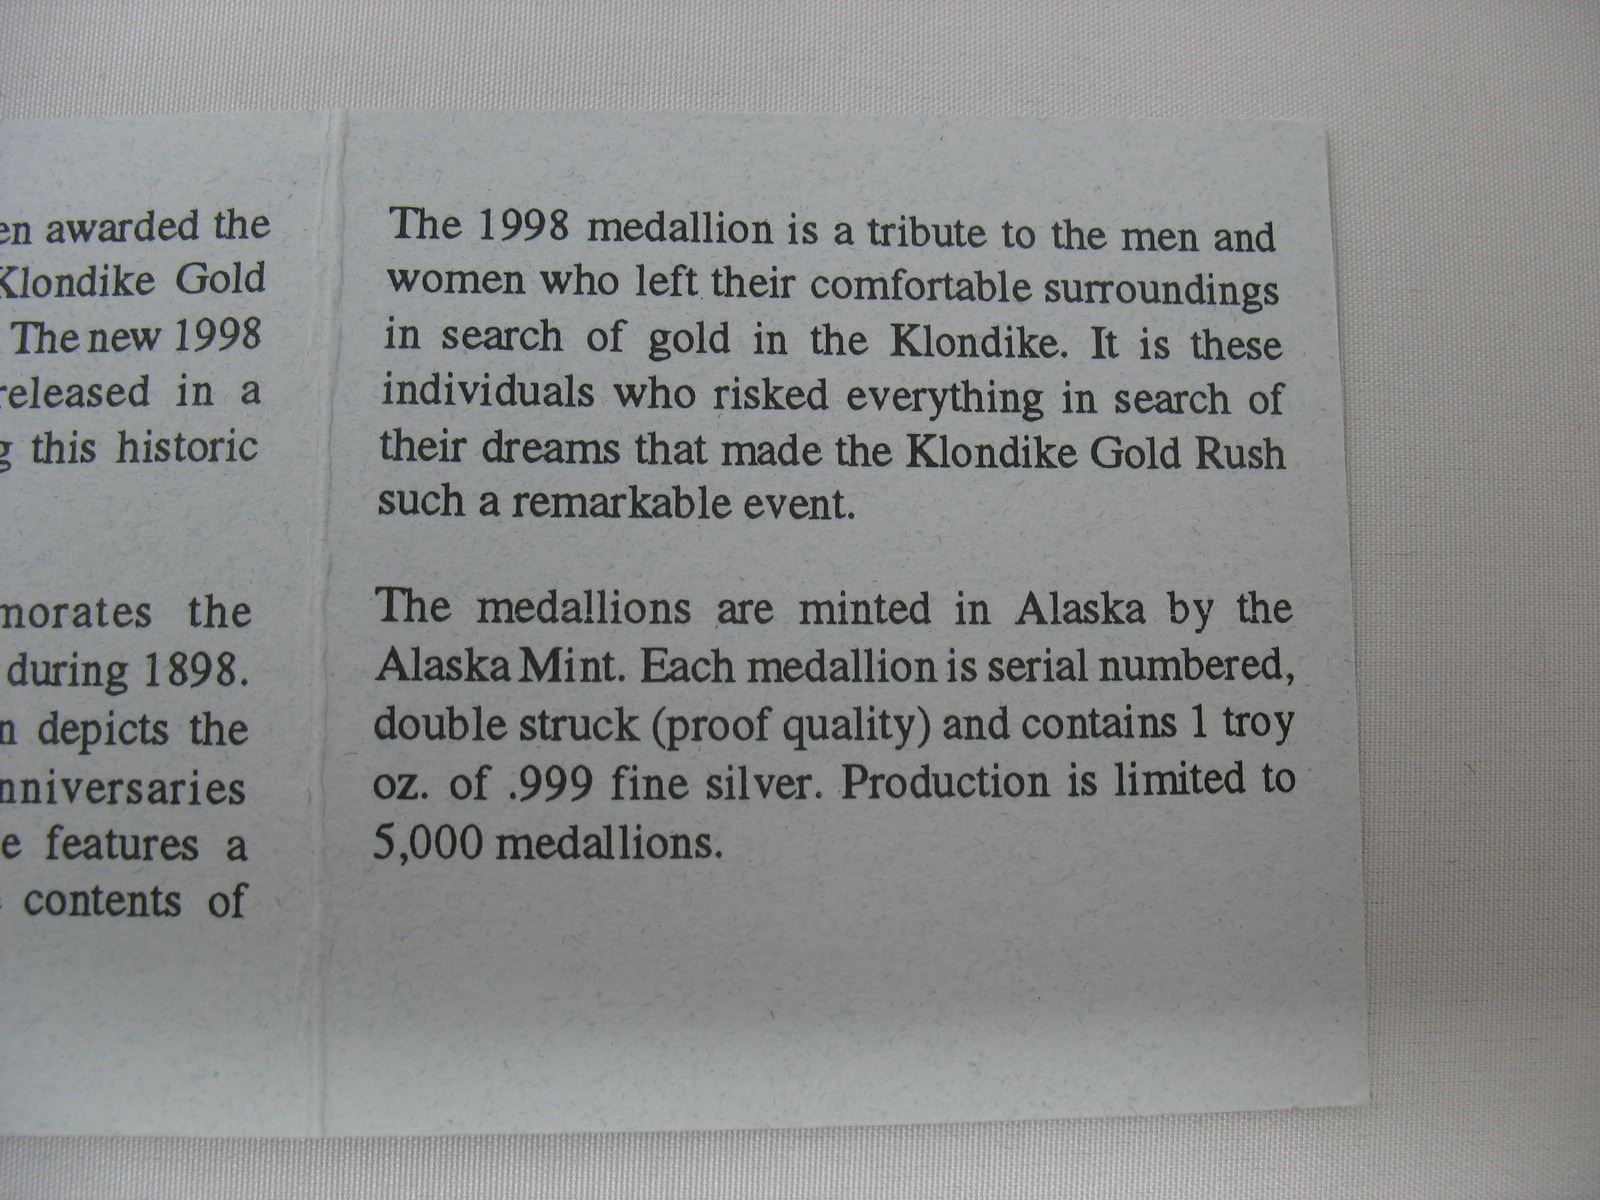 awarded the
Klondike Gold
The new 1998
released in a
this historic
the
during 1898.
depicts the
features a
contents of
The 1998 medallion is a tribute to the men and
women who left their comfortable surroundings
in search of gold in the Klondike. It is these
individuals who risked everything in search of
their dreams that made the Klondike Gold Rush
such a remarkable event.
The medallions are minted in Alaska by the
Alaska Mint. Each medallion is serial numbered,
double struck (proof quality) and contains 1 troy
oz. of .999 fine silver. Production is limited to
5,000 medallions.